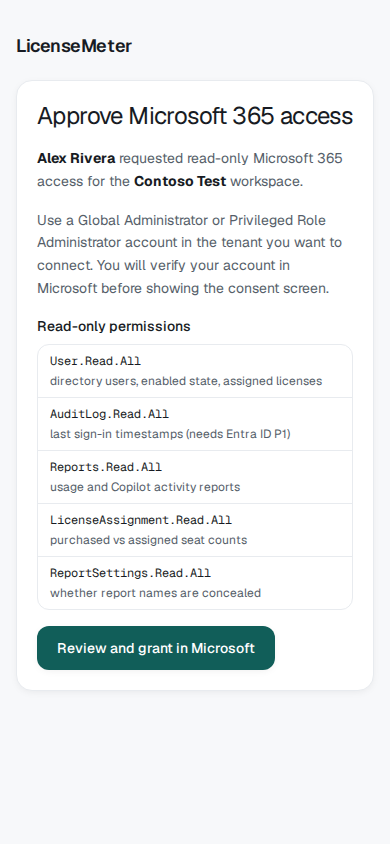 LicenseMeter
Approve Microsoft 365 access
Alex Rivera requested read-only Microsoft 365
access for the Contoso Test workspace.
Use a Global Administrator or Privileged Role
Administrator account in the tenant you want to
connect. You will verify your account in
Microsoft before showing the consent screen.
Read-only permissions
User.Read.All
directory users, enabled state, assigned licenses
AuditLog.Read.All
last sign-in timestamps (needs Entra ID P1)
Reports.Read.All
usage and Copilot activity reports
LicenseAssignment.Read.All
purchased vs assigned seat counts
ReportSettings.Read.All
whether report names are concealed
Review and grant in Microsoft